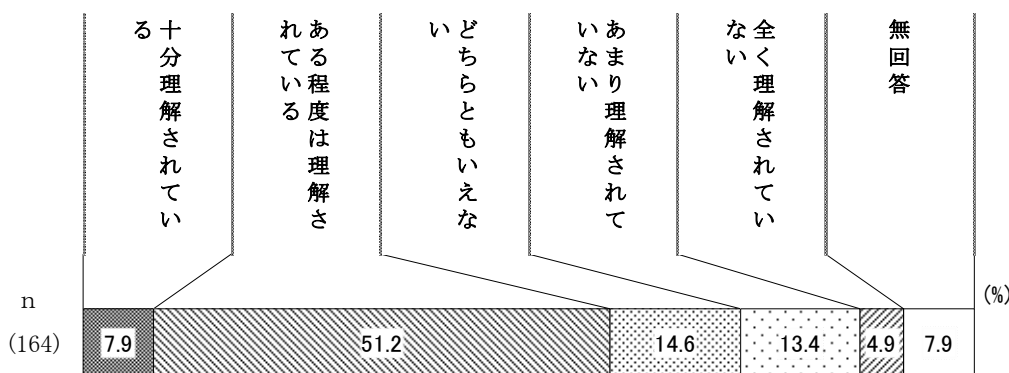 十分理解されてい
る
ある程度は理解さ
れている
どちらともいえな
い
あまり理解されて
いない
全く理解されてい
ない
無回答
(%)
n
(164)
7.9
51.2
14.6
13.4
4.9
7.9